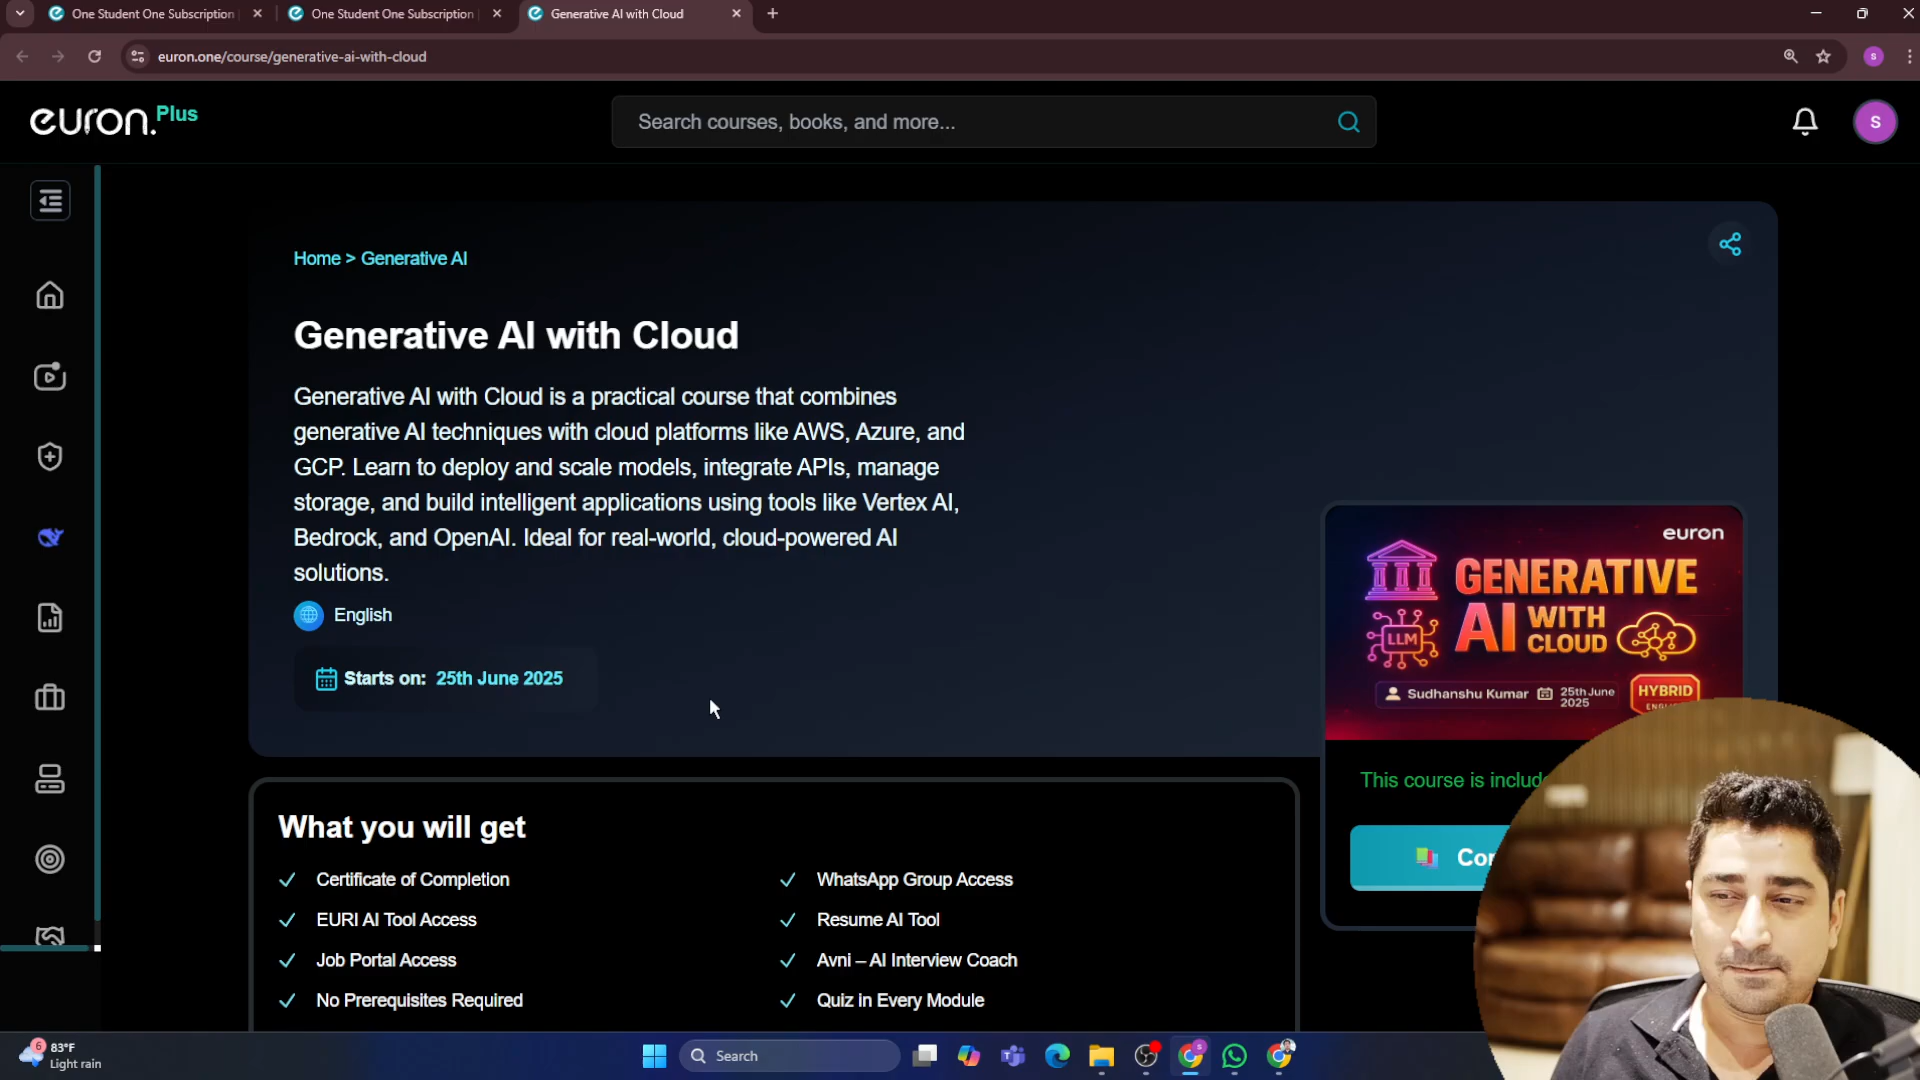 One Student One Subscription
One Student One Subscription
Generative AI with Cloud
euron.one/course/generative-ai-with-cloud
S
euron.Plus
Search courses, books, and more...
S
Home > Generative AI
Generative AI with Cloud
Generative AI with Cloud is a practical course that combines
generative AI techniques with cloud platforms like AWS, Azure, and
GCP. Learn to deploy and scale models, integrate APIs, manage
storage, and build intelligent applications using tools like Vertex AI,
Bedrock, and OpenAI. Ideal for real-world, cloud-powered AI
solutions.
English
Starts on: 25th June 2025
euron
GENERATIVE
AI WITH
CLOUD
LLM
Sudhanshu Kumar
25th June
2025
HYBRID
This course is includ
What you will get
Certificate of Completion
WhatsApp Group Access
EURI AI Tool Access
Resume AI Tool
Job Portal Access
Avni – AI Interview Coach
No Prerequisites Required
Quiz in Every Module
6
83°F
Light rain
Search